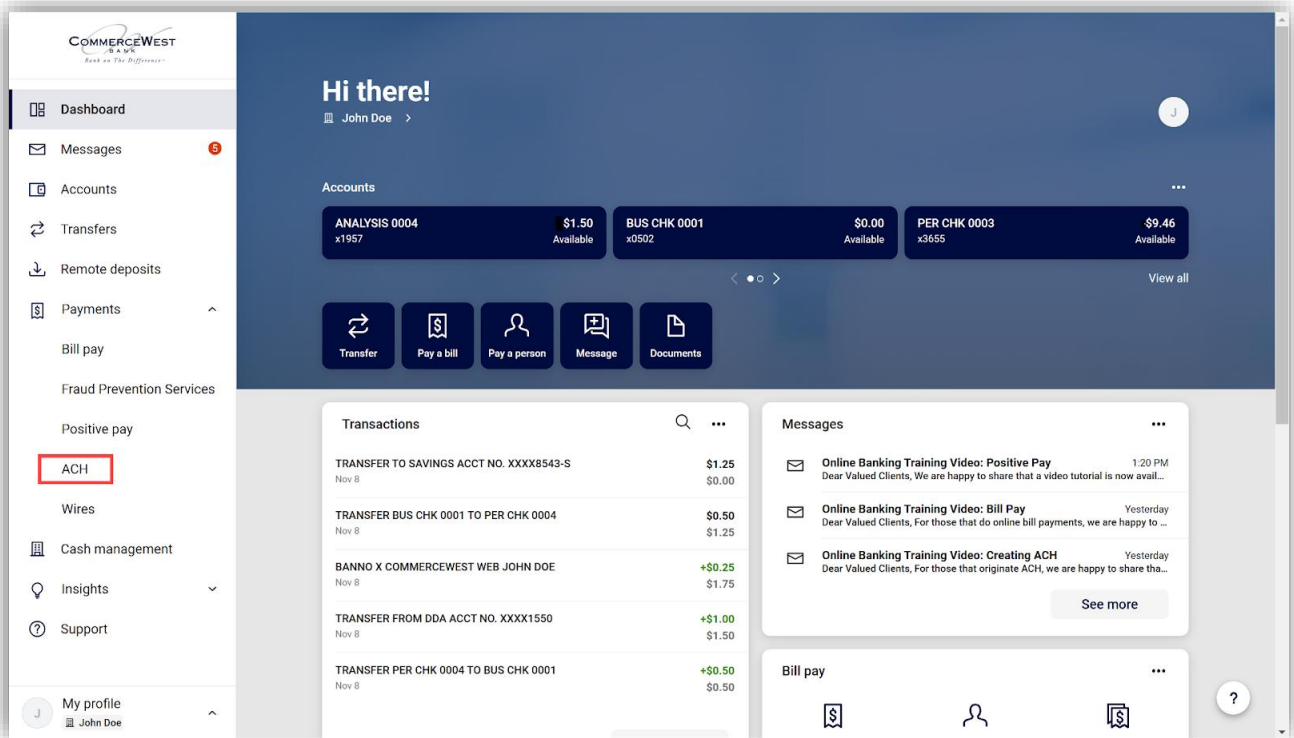 COMMERCEWEST
BANK
Bank on The Difference
Dashboard
Messages 5
Accounts
Transfers
Remote deposits
Payments
Bill pay
Fraud Prevention Services
Positive pay
ACH
Wires
Cash management
Insights
Support
J
My profile
John Doe
Hi there!
John Doe
J
Accounts
ANALYSIS 0004 $1.50
x1957 Available
BUS CHK 0001 $0.00
x0502 Available
PER CHK 0003 $9.46
x3655 Available
View all
Transfer
Pay a bill
Pay a person
Message
Documents
Transactions
TRANSFER TO SAVINGS ACCT NO. XXXX8543-S $1.25
Nov 8 $0.00
TRANSFER BUS CHK 0001 TO PER CHK 0004 $0.50
Nov 8 $1.25
BANNO X COMMERCEWEST WEB JOHN DOE +$0.25
Nov 8 $1.75
TRANSFER FROM DDA ACCT NO. XXXX1550 +$1.00
Nov 8 $1.50
TRANSFER PER CHK 0004 TO BUS CHK 0001 +$0.50
Nov 8 $0.50
Messages
Online Banking Training Video: Positive Pay 1:20 PM
Dear Valued Clients, We are happy to share that a video tutorial is now avail...
Online Banking Training Video: Bill Pay Yesterday
Dear Valued Clients, For those that do online bill payments, we are happy to ...
Online Banking Training Video: Creating ACH Yesterday
Dear Valued Clients, For those that originate ACH, we are happy to share tha...
See more
Bill pay
?